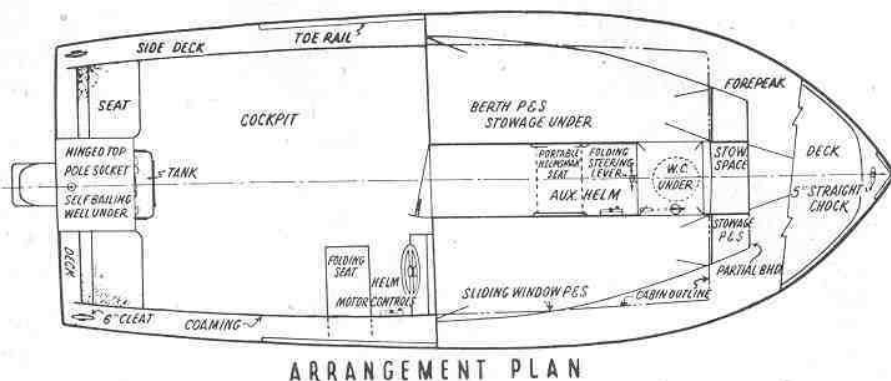 SIDE DECK
TOE RAIL
SEAT
COCKPIT
BERTH P&S
STOWAGE UNDER
FOREPEAK
HINGED TOP
POLE SOCKET
SELF BAILING
WELL UNDER
TANK
PORTABLE
HELMSMAN
SEAT
FOLDING
STEERING
LEVER
AUX. HELM
W.C.
UNDER
STOW.
SPACE
DECK
5" STRAIGHT
CHOCK
STOWAGE
P&S
PARTIAL BHD
DECK
FOLDING
SEAT
HELM
MOTOR CONTROLS
SLIDING WINDOW P&S
CABIN OUTLINE
6" CLEAT
COAMING
ARRANGEMENT PLAN